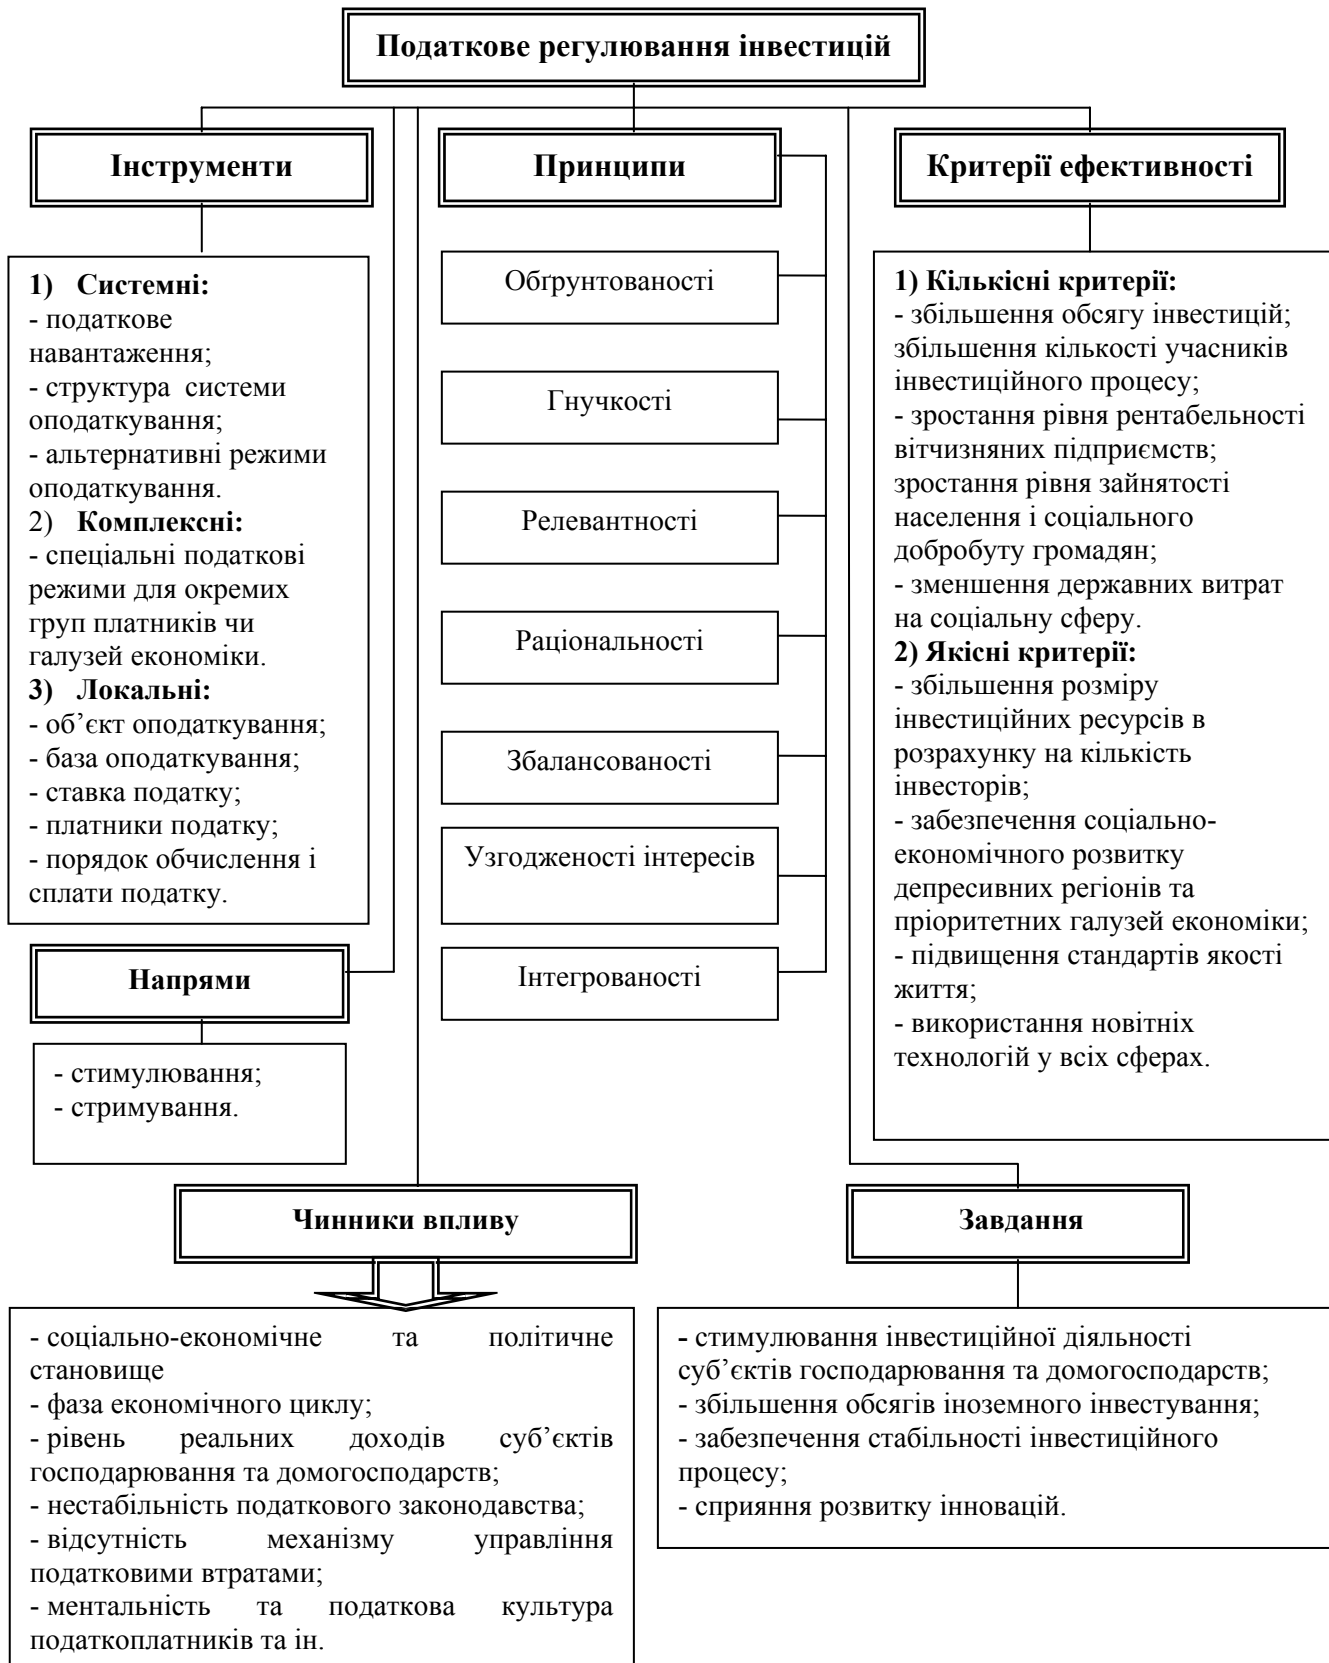 Податкове регулювання інвестицій
Інструменти
1) Системні:
- податкове
навантаження;
- структура системи
оподаткування;
- альтернативні режими
оподаткування.
2) Комплексні:
- спеціальні податкові
режими для окремих
груп платників чи
галузей економіки.
3) Локальні:
- об’єкт оподаткування;
- база оподаткування;
- ставка податку;
- платники податку;
- порядок обчислення і
сплати податку.
Напрями
- стимулювання;
- стримування.
Принципи
Обґрунтованості
Гнучкості
Релевантності
Раціональності
Збалансованості
Узгодженості інтересів
Інтегрованості
Критерії ефективності
1) Кількісні критерії:
- збільшення обсягу інвестицій;
збільшення кількості учасників
інвестиційного процесу;
- зростання рівня рентабельності
вітчизняних підприємств;
зростання рівня зайнятості
населення і соціального
добробуту громадян;
- зменшення державних витрат
на соціальну сферу.
2) Якісні критерії:
- збільшення розміру
інвестиційних ресурсів в
розрахунку на кількість
інвесторів;
- забезпечення соціально-
економічного розвитку
депресивних регіонів та
пріоритетних галузей економіки;
- підвищення стандартів якості
життя;
- використання новітніх
технологій у всіх сферах.
Чинники впливу
- соціально-економічне та політичне
становище
- фаза економічного циклу;
- рівень реальних доходів суб’єктів
господарювання та домогосподарств;
- нестабільність податкового законодавства;
- відсутність механізму управління
податковими втратами;
- ментальність та податкова культура
податкоплатників та ін.
Завдання
- стимулювання інвестиційної діяльності
суб’єктів господарювання та домогосподарств;
- збільшення обсягів іноземного інвестування;
- забезпечення стабільності інвестиційного
процесу;
- сприяння розвитку інновацій.